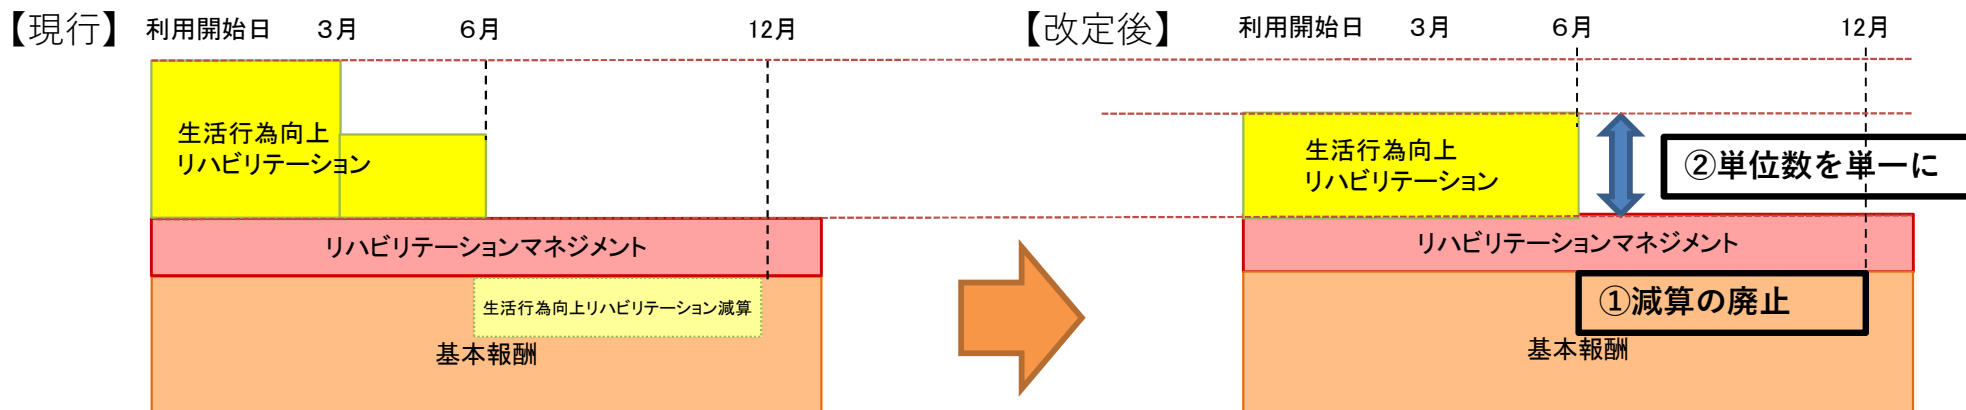 【現行】
利用開始日 3月 6月 12月
生活行為向上
リハビリテーション
リハビリテーションマネジメント
生活行為向上リハビリテーション減算
基本報酬
【改定後】
利用開始日 3月 6月 12月
生活行為向上
リハビリテーション
②単位数を単一に
リハビリテーションマネジメント
①減算の廃止
基本報酬